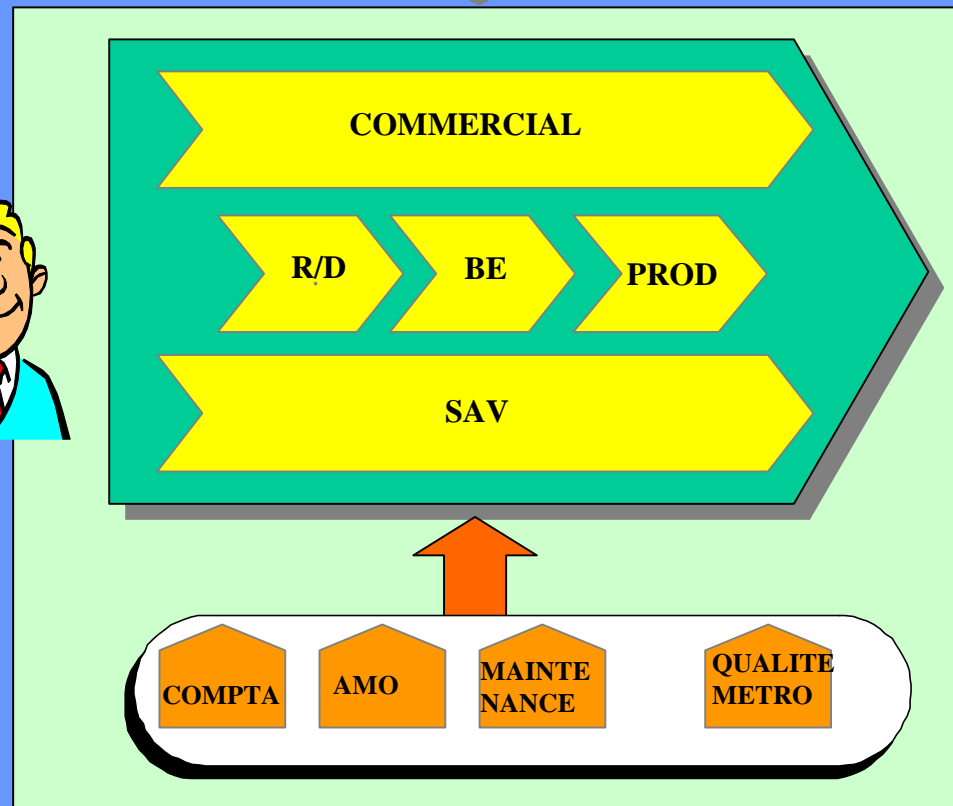 COMMERCIAL
R/D
BE
PROD
SAV
COMPTA
AMO
MAINTE
NANCE
QUALITE
METRO